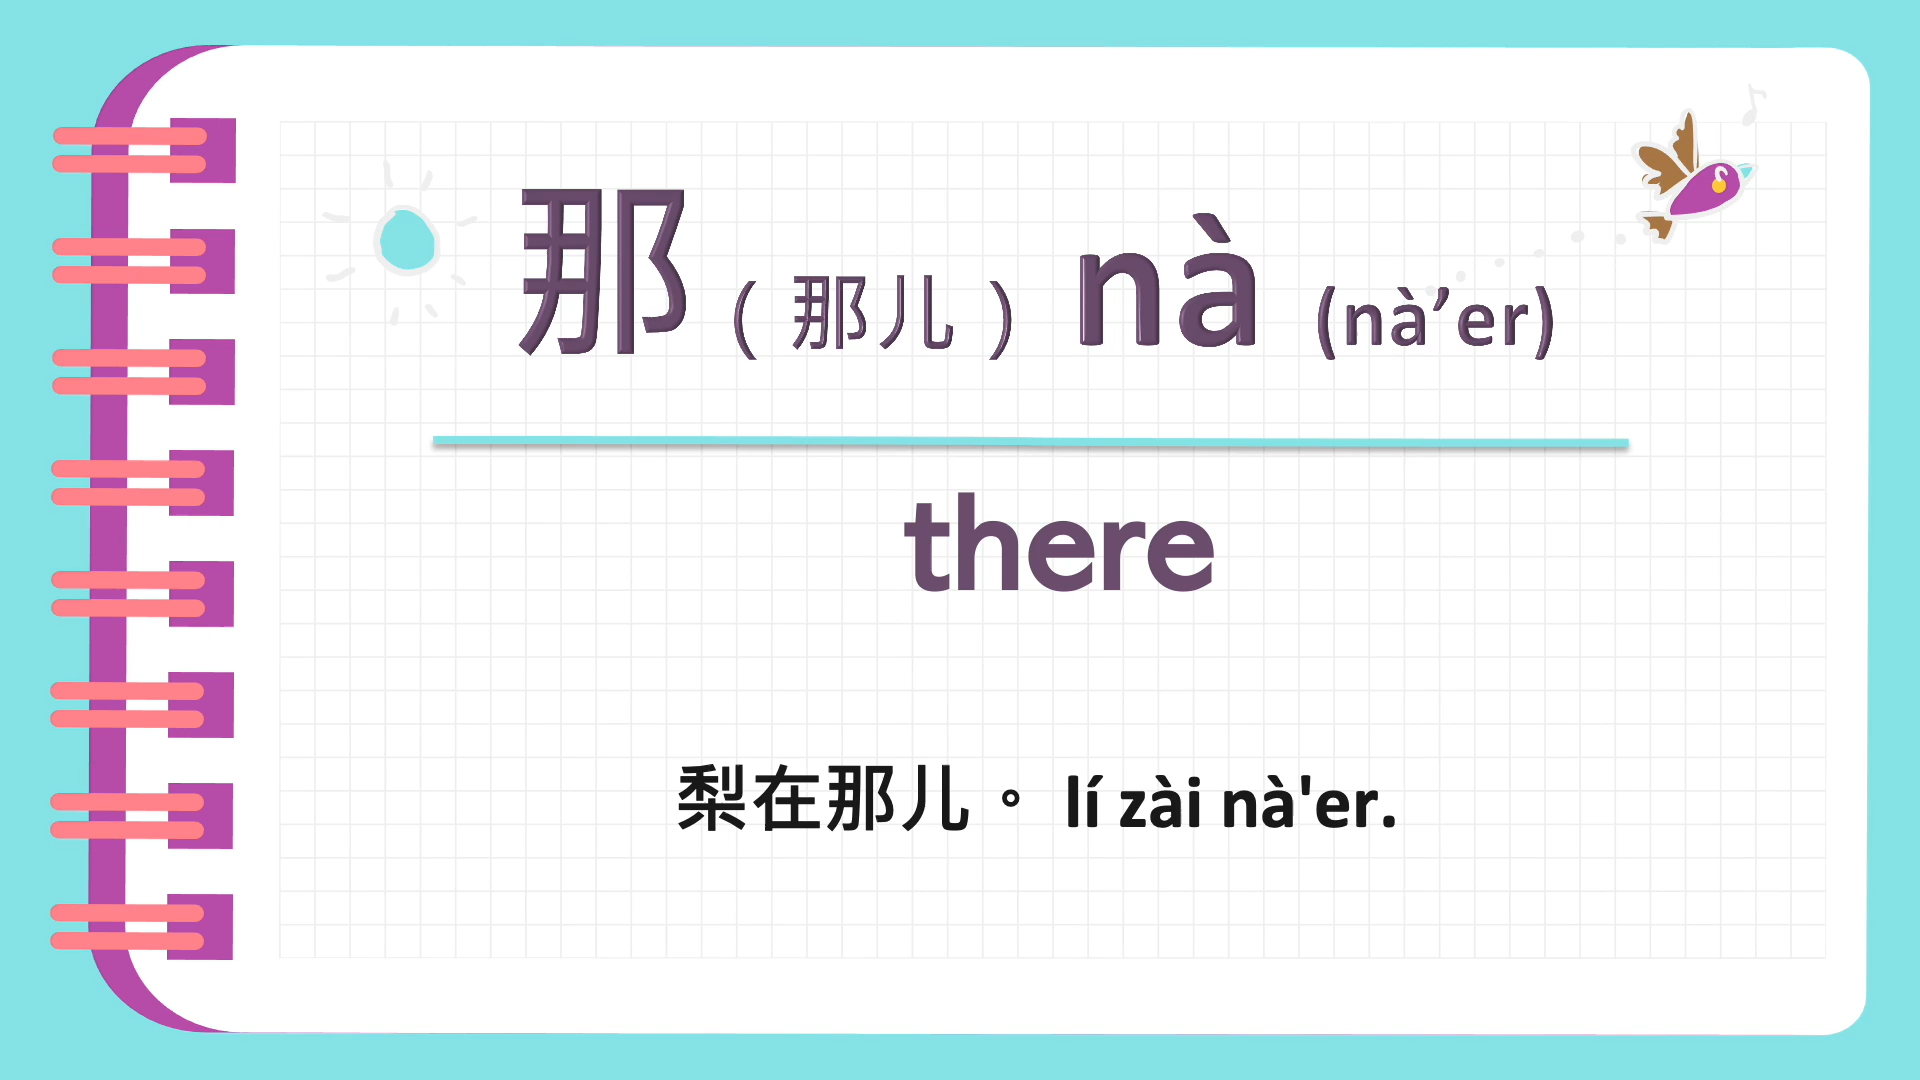 那（那儿）nà (nà’er)
there
梨在那儿。 lí zài nà'er.